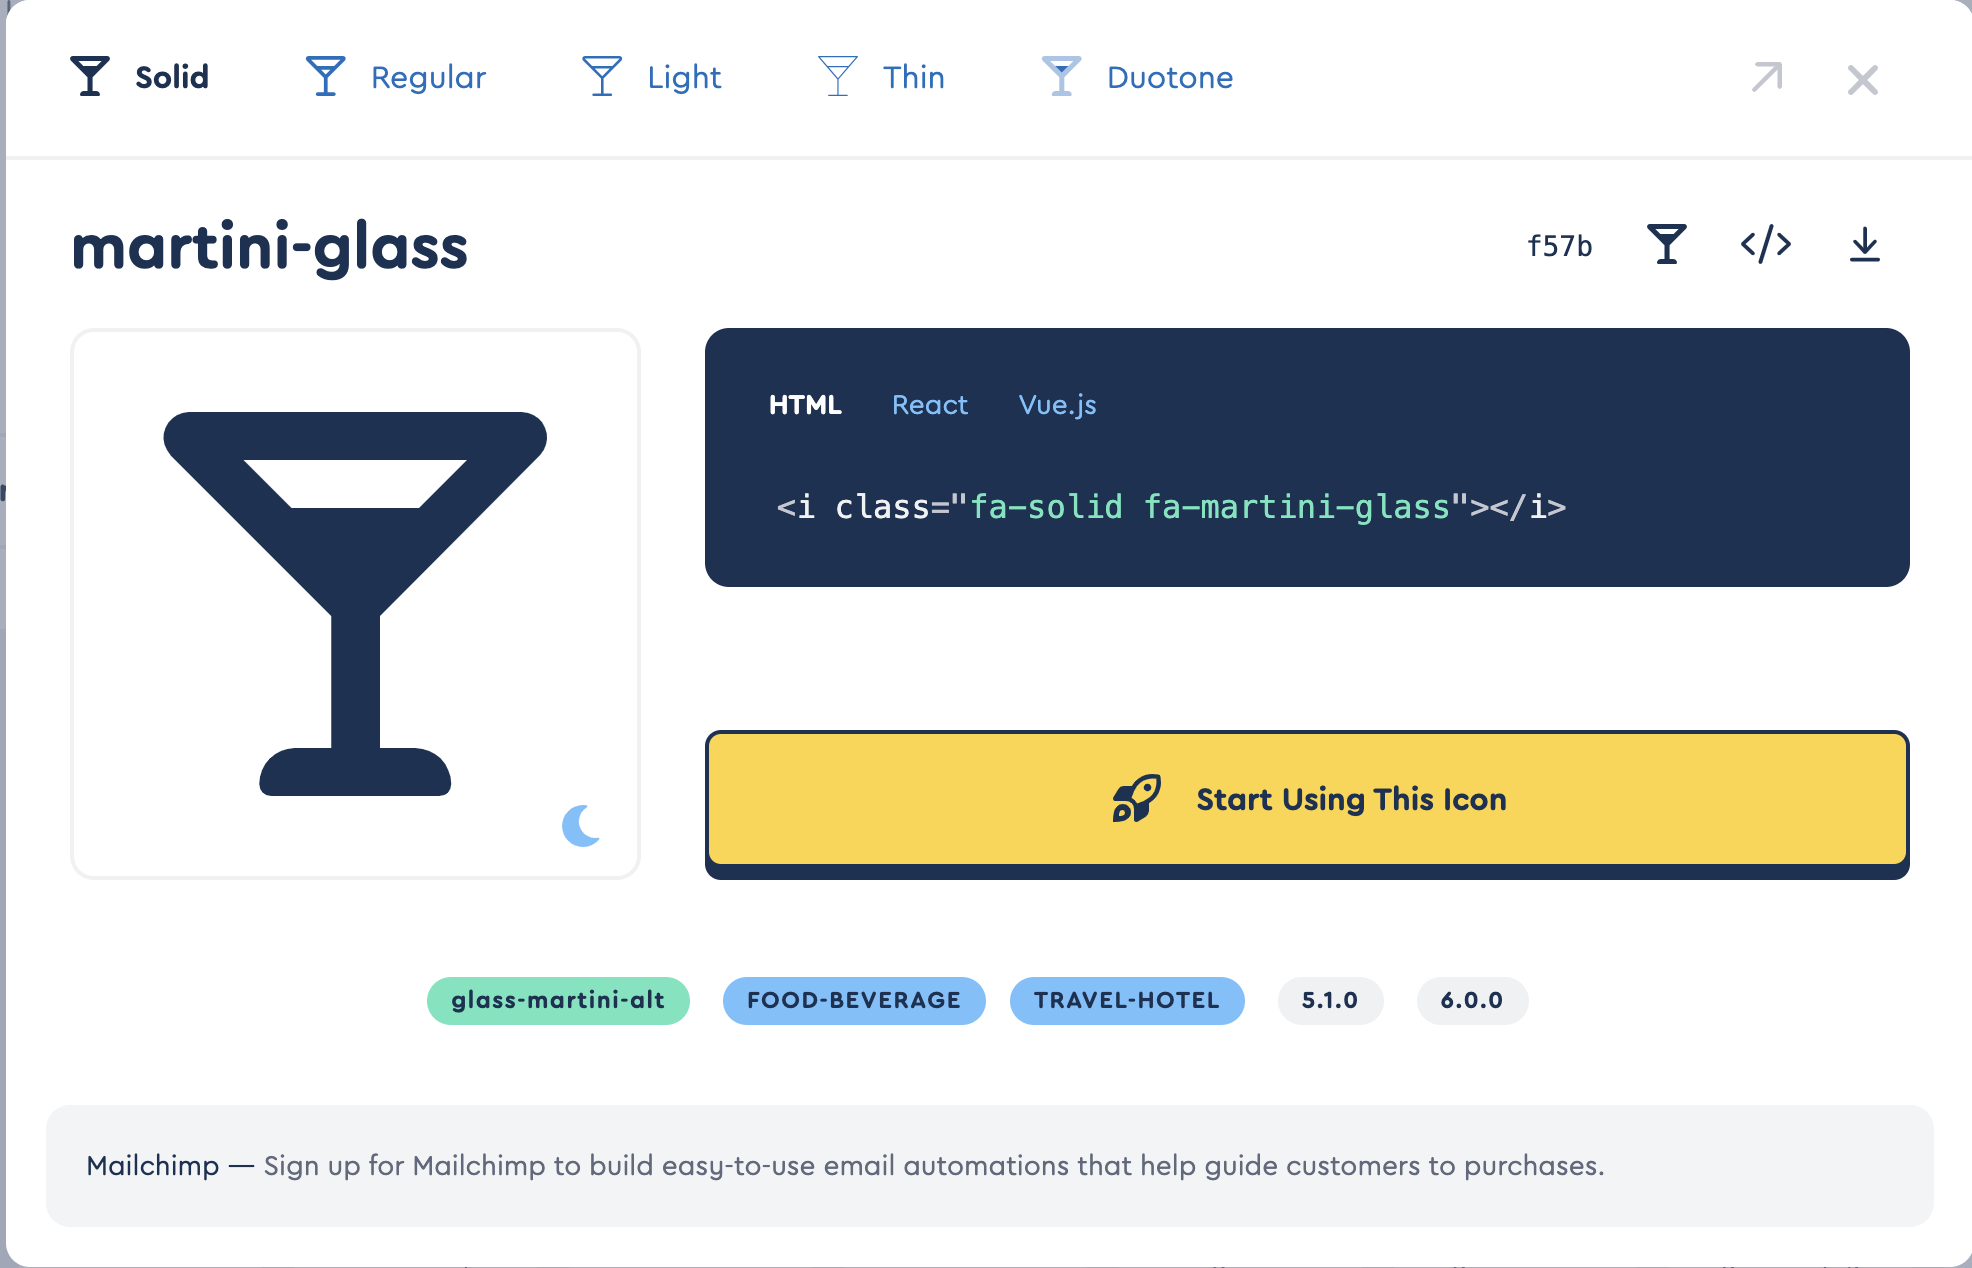 Solid Regular Light Thin Duotone
martini-glass
f57b
HTML React Vue.js
<i class="fa-solid fa-martini-glass"></i>
Start Using This Icon
glass-martini-alt FOOD-BEVERAGE TRAVEL-HOTEL 5.1.0 6.0.0
Mailchimp — Sign up for Mailchimp to build easy-to-use email automations that help guide customers to purchases.